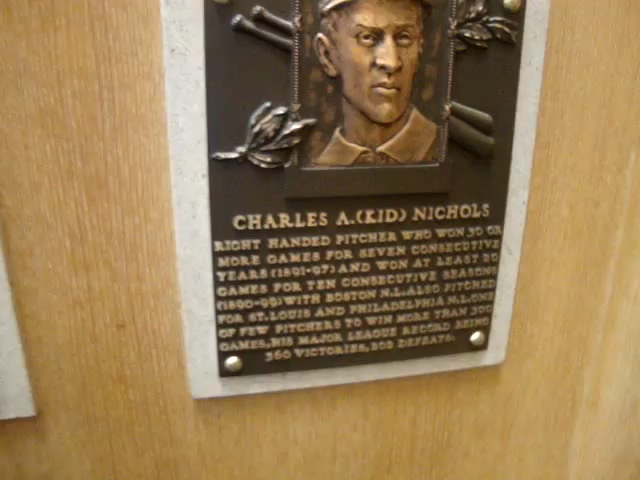 CHARLES A. (KID) NICHOLS
RIGHT HANDED PITCHER WHO WON 30 OR
MORE GAMES FOR SEVEN CONSECUTIVE
YEARS (1891-97) AND WON AT LEAST 20
GAMES FOR TEN CONSECUTIVE SEASONS
(1890-99) WITH BOSTON N.L. ALSO PITCHED
FOR ST. LOUIS AND PHILADELPHIA N.L. ONE
OF FEW PITCHERS TO WIN MORE THAN 300
GAMES, HIS MAJOR LEAGUE RECORD BEING
360 VICTORIES, 202 DEFEATS.